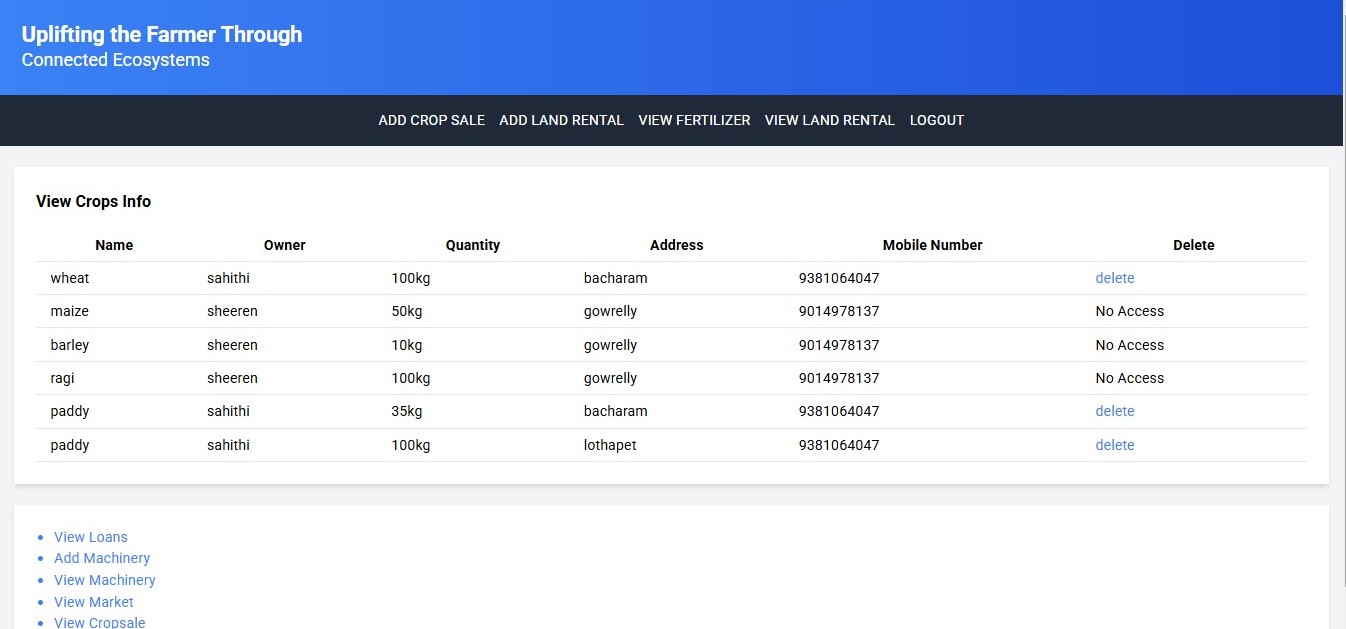 Uplifting the Farmer Through
Connected Ecosystems
ADD CROP SALE ADD LAND RENTAL VIEW FERTILIZER VIEW LAND RENTAL LOGOUT
View Crops Info
Name Owner Quantity Address Mobile Number Delete
wheat sahithi 100kg bacharam 9381064047 delete
maize sheeren 50kg gowrelly 9014978137 No Access
barley sheeren 10kg gowrelly 9014978137 No Access
ragi sheeren 100kg gowrelly 9014978137 No Access
paddy sahithi 35kg bacharam 9381064047 delete
paddy sahithi 100kg lothapet 9381064047 delete
View Loans
Add Machinery
View Machinery
View Market
View Cropsale